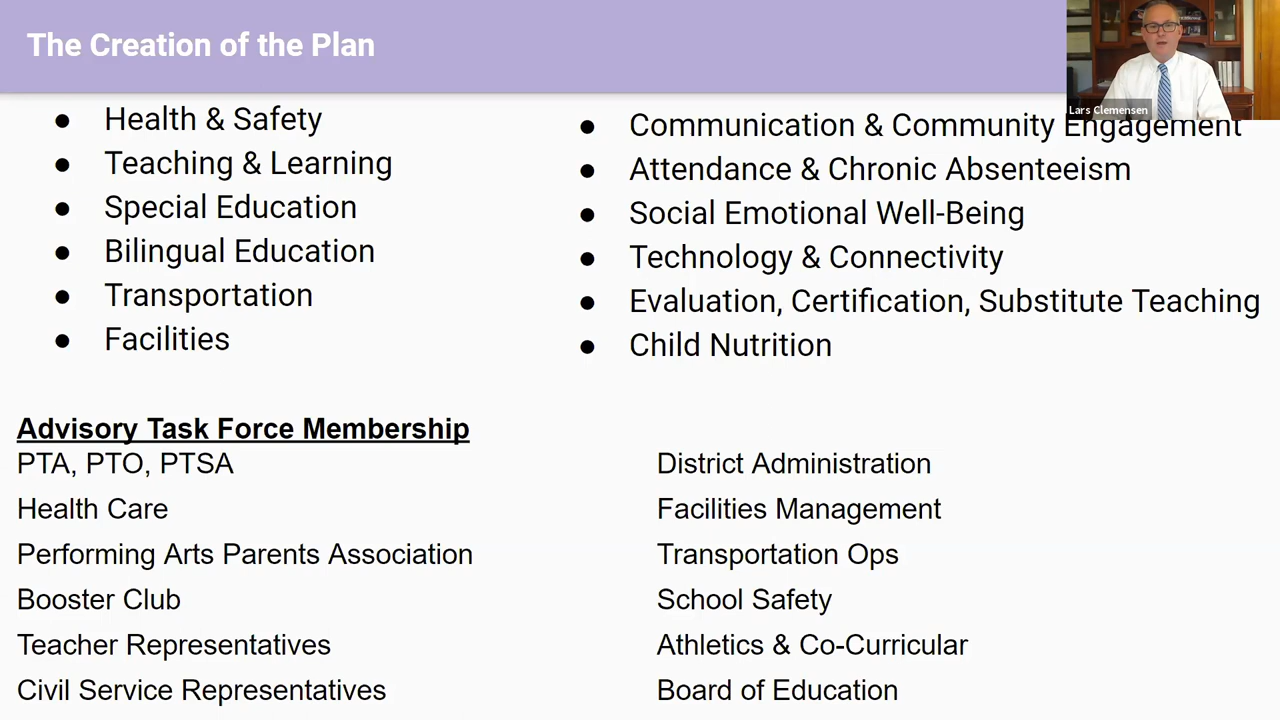 The Creation of the Plan
Lars Clemensen
● Health & Safety
● Teaching & Learning
● Special Education
● Bilingual Education
● Transportation
● Facilities
● Communication & Community Engagement
● Attendance & Chronic Absenteeism
● Social Emotional Well-Being
● Technology & Connectivity
● Evaluation, Certification, Substitute Teaching
● Child Nutrition
Advisory Task Force Membership
PTA, PTO, PTSA
Health Care
Performing Arts Parents Association
Booster Club
Teacher Representatives
Civil Service Representatives
District Administration
Facilities Management
Transportation Ops
School Safety
Athletics & Co-Curricular
Board of Education